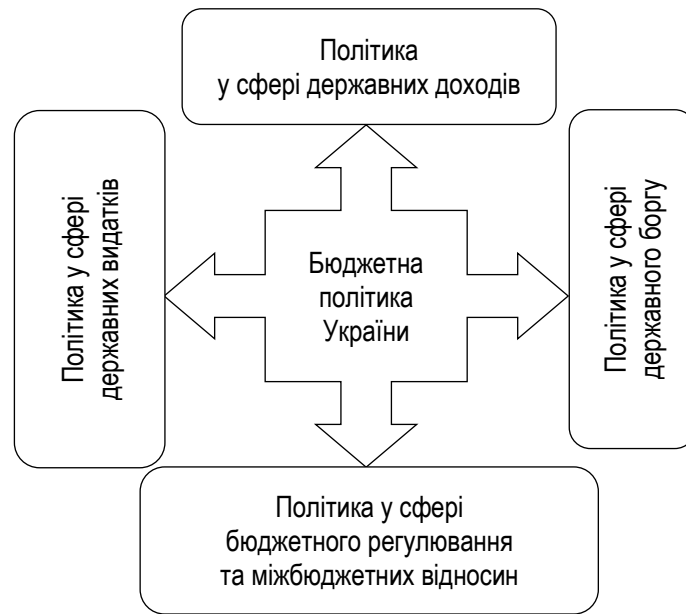 Політика
у сфері державних доходів
Політика у сфері
державних видатків
Бюджетна
політика
України
Політика у сфері
державного боргу
Політика у сфері
бюджетного регулювання
та міжбюджетних відносин